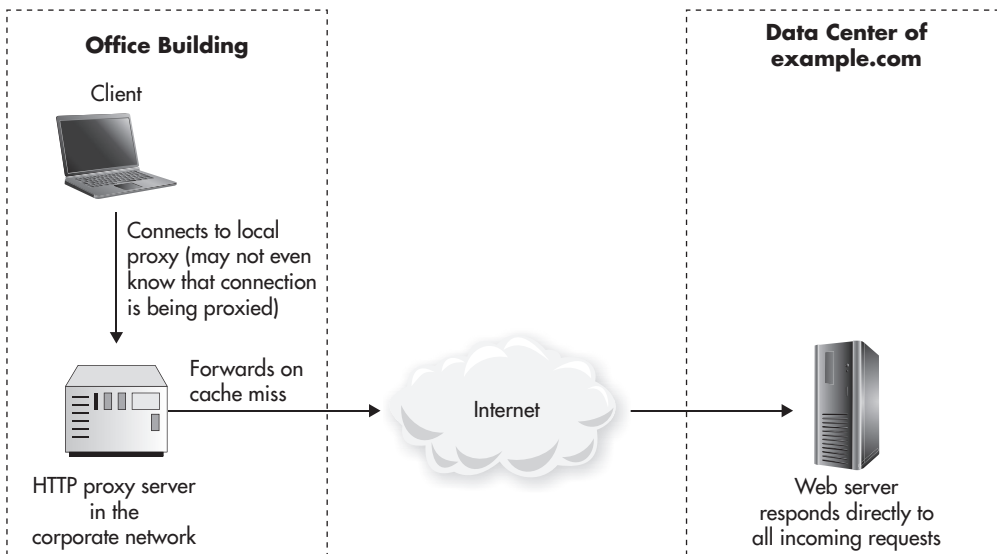 Office Building
Client
Connects to local
proxy (may not even
know that connection
is being proxied)
Forwards on
cache miss
HTTP proxy server
in the
corporate network
Internet
Data Center of
example.com
Web server
responds directly to
all incoming requests